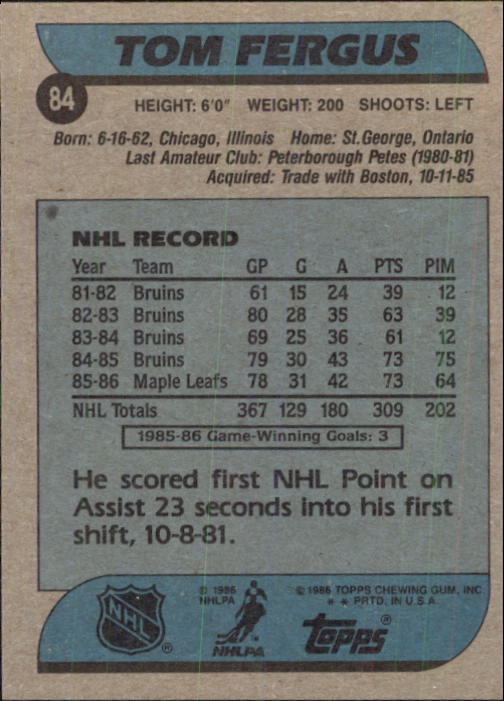 TOM FERGUS
84
HEIGHT: 6'0" WEIGHT: 200 SHOOTS: LEFT
Born: 6-16-62, Chicago, Illinois Home: St. George, Ontario
Last Amateur Club: Peterborough Petes (1980-81)
Acquired: Trade with Boston, 10-11-85
NHL RECORD
Year Team GP G A PTS PIM
81-82 Bruins 61 15 24 39 12
82-83 Bruins 80 28 35 63 39
83-84 Bruins 69 25 36 61 12
84-85 Bruins 79 30 43 73 75
85-86 Maple Leafs 78 31 42 73 64
NHL Totals 367 129 180 309 202
1985-86 Game-Winning Goals: 3
He scored first NHL Point on
Assist 23 seconds into his first
shift, 10-8-81.
NHL ®
© 1986
NHLPA
NHLPA
© 1986 TOPPS CHEWING GUM, INC
* * PRTD. IN U.S.A.
topps ®